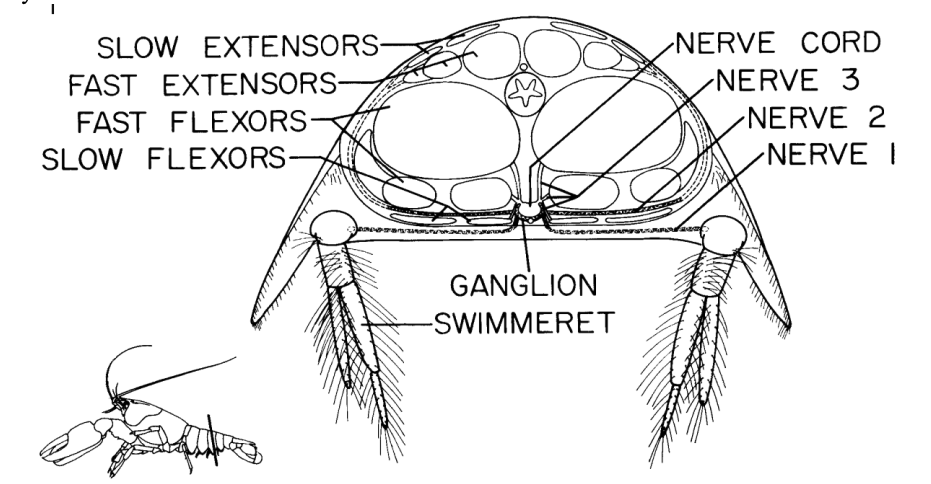 SLOW EXTENSORS
FAST EXTENSORS
FAST FLEXORS
SLOW FLEXORS
NERVE CORD
NERVE 3
NERVE 2
NERVE 1
GANGLION
SWIMMERET